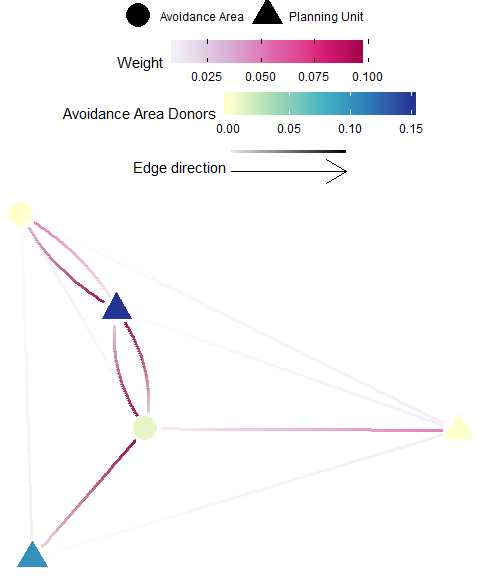 Avoidance Area Planning Unit
Weight
0.025 0.050 0.075 0.100
Avoidance Area Donors
0.00 0.05 0.10 0.15
Edge direction